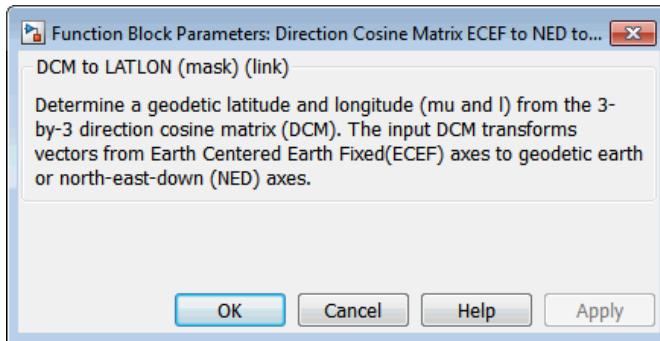 Function Block Parameters: Direction Cosine Matrix ECEF to NED to...
DCM to LATLON (mask) (link)
Determine a geodetic latitude and longitude (mu and l) from the 3-
by-3 direction cosine matrix (DCM). The input DCM transforms
vectors from Earth Centered Earth Fixed(ECEF) axes to geodetic earth
or north-east-down (NED) axes.
OK Cancel Help Apply